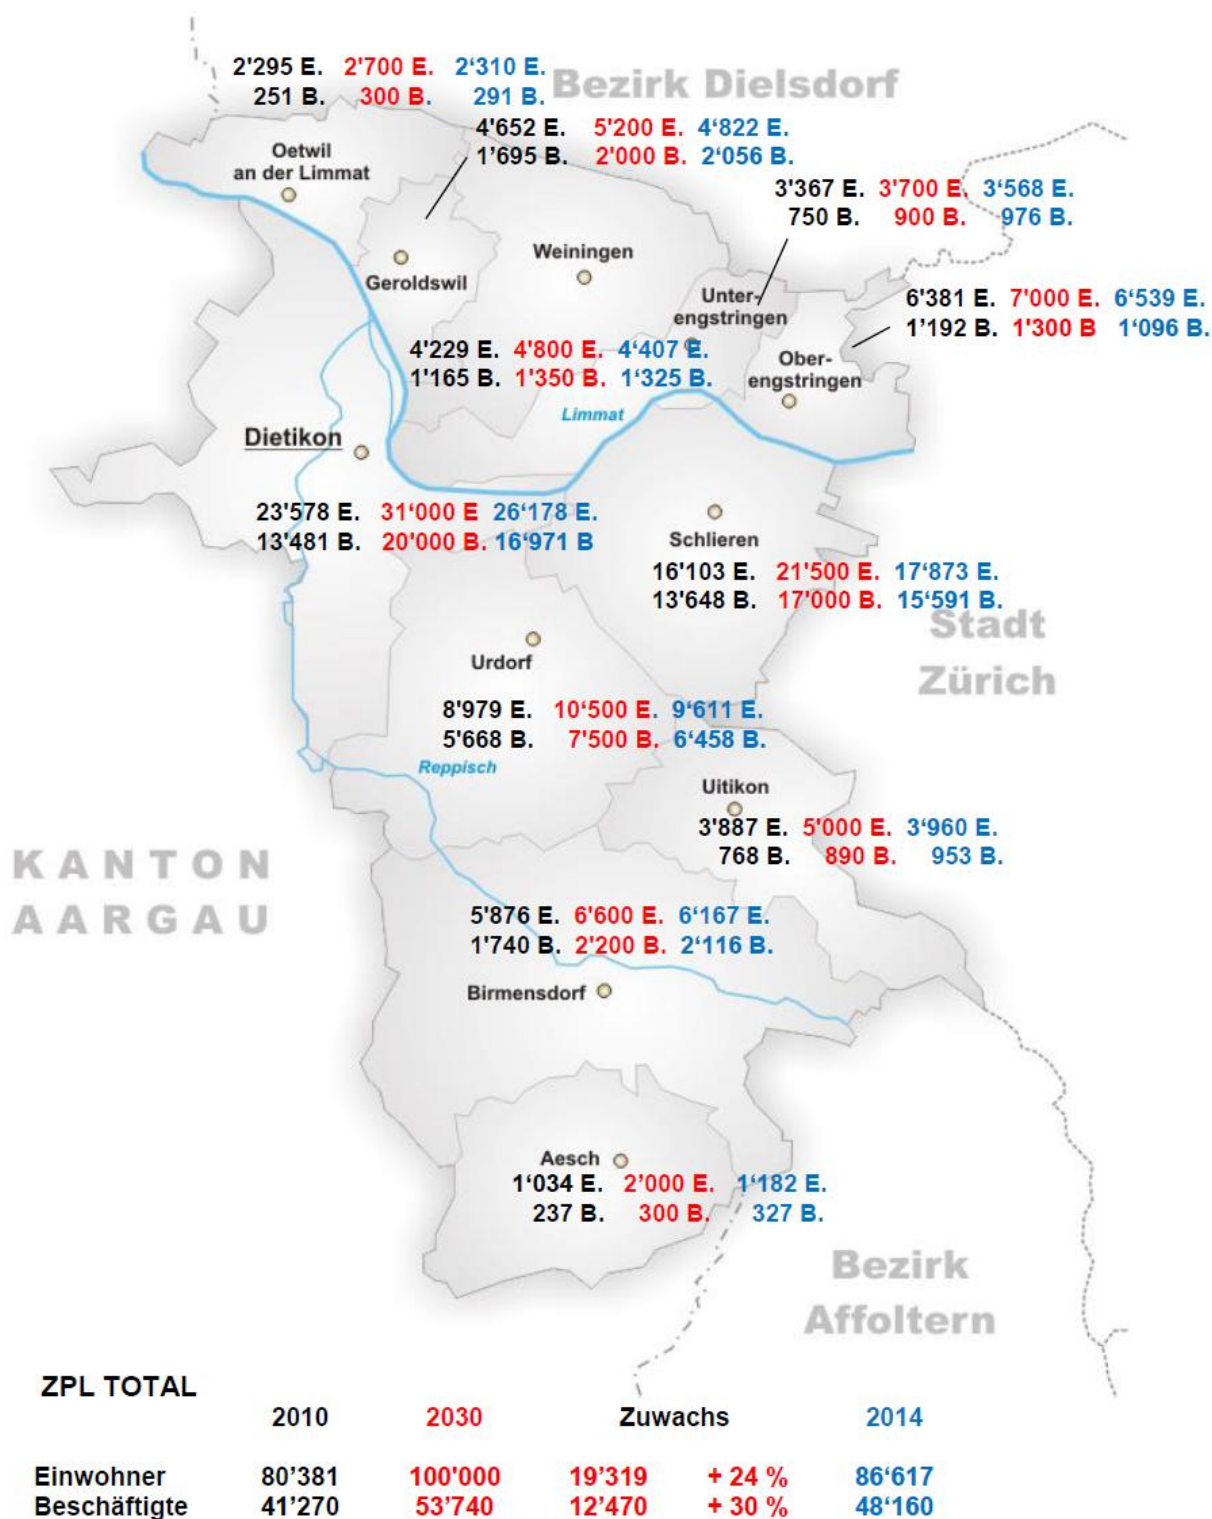 2'295 E. 2'700 E. 2‘310 E.
251 B. 300 B. 291 B.
Bezirk Dielsdorf
4'652 E. 5'200 E. 4‘822 E.
1’695 B. 2'000 B. 2‘056 B.
Oetwil
an der Limmat
3'367 E. 3'700 E. 3‘568 E.
750 B. 900 B. 976 B.
Weiningen
Geroldswil
Unter-
engstringen
6'381 E. 7'000 E. 6‘539 E.
1’192 B. 1'300 B 1‘096 B.
4'229 E. 4'800 E. 4‘407 E.
1'165 B. 1'350 B. 1‘325 B.
Ober-
engstringen
Limmat
Dietikon
23'578 E. 31‘000 E 26‘178 E.
13'481 B. 20'000 B. 16‘971 B
Schlieren
16'103 E. 21'500 E. 17‘873 E.
13'648 B. 17'000 B. 15‘591 B.
Stadt
Zürich
Urdorf
8'979 E. 10‘500 E. 9‘611 E.
5'668 B. 7'500 B. 6‘458 B.
Reppisch
Uitikon
3'887 E. 5'000 E. 3‘960 E.
768 B. 890 B. 953 B.
KANTON
AARGAU
5'876 E. 6'600 E. 6‘167 E.
1'740 B. 2'200 B. 2‘116 B.
Birmensdorf
Aesch
1‘034 E. 2’000 E. 1‘182 E.
237 B. 300 B. 327 B.
Bezirk
Affoltern
ZPL TOTAL
2010 2030 Zuwachs 2014
Einwohner 80’381 100'000 19’319 + 24 % 86’617
Beschäftigte 41’270 53’740 12’470 + 30 % 48’160